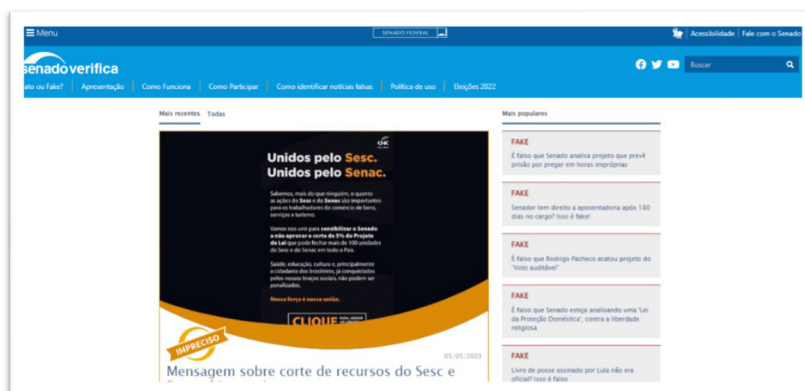 Menu
SENADO FEDERAL
Acessibilidade
Fale com o Senado
senadoverifica
Buscar
ato ou Fake?
Apresentação
Como Funciona
Como Participar
Como identificar notícias falsas
Política de uso
Eleições 2022
Mais recentes
Todas
CNC
Unidos pelo Sesc.
Unidos pelo Senac.
Sabemos, mais do que ninguém, o quanto
as ações do Sesc e do Senac são importantes
para os trabalhadores do comércio de bens,
serviços e turismo.
Vamos nos unir para sensibilizar o Senado
a não aprovar o corte de 5% do Projeto
de Lei que pode fechar mais de 100 unidades
do Sesc e do Senac em todo o País.
Saúde, educação, cultura e, principalmente
a cidadania dos brasileiros, já conquistados
pelos nossos braços sociais, não podem ser
penalizados.
Nossa força é nossa união.
CLIQUE
IMPRECISO
05/05/2023
Mensagem sobre corte de recursos do Sesc e
Mais populares
FAKE
É falso que Senado analisa projeto que prevê
prisão por pregar em horas impróprias
FAKE
Senador tem direito a aposentadoria após 180
dias no cargo? Isso é fake!
FAKE
É falso que Rodrigo Pacheco acatou projeto do
"Voto auditável"
FAKE
É falso que Senado esteja analisando uma 'Lei
da Proteção Doméstica', contra a liberdade
religiosa
FAKE
Livro de posse assinado por Lula não era
oficial? Isso é falso